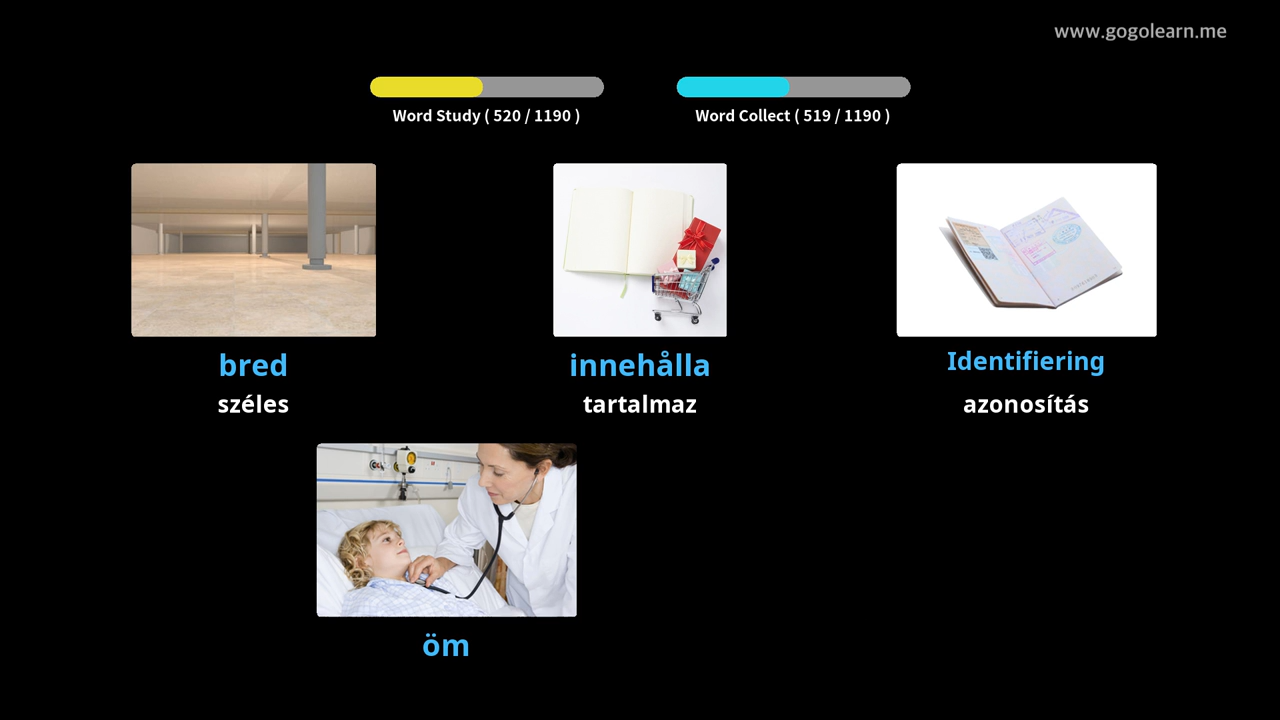 www.gogolearn.me
Word Study ( 520 / 1190 )
Word Collect ( 519 / 1190 )
bred
innehålla
Identifiering
széles
tartalmaz
azonosítás
öm